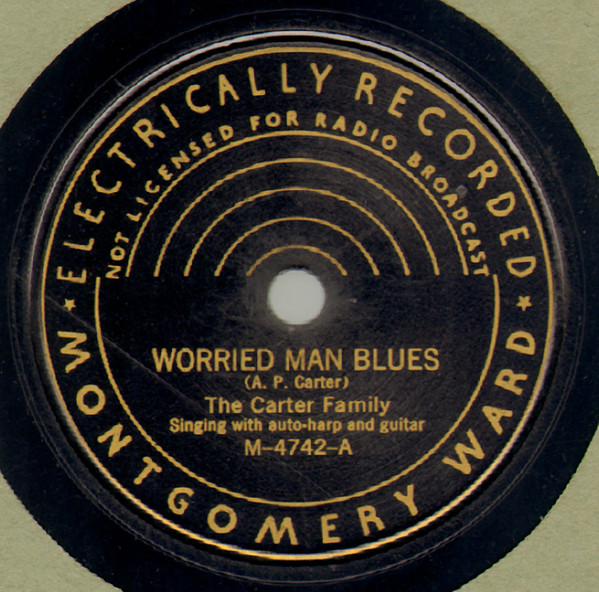 ELECTRICALLY RECORDED
NOT LICENSED FOR RADIO BROADCAST
WORRIED MAN BLUES
(A. P. Carter)
The Carter Family
Singing with auto-harp and guitar
M-4742-A
MONTGOMERY WARD